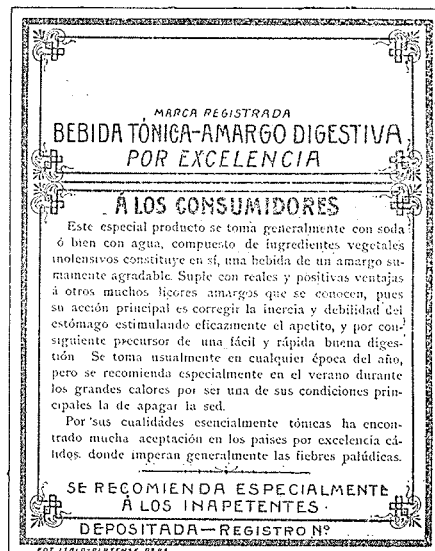 MARCA REGISTRADA
BEBIDA TÓNICA-AMARGO DIGESTIVA
POR EXCELENCIA
Á LOS CONSUMIDORES
Este especial producto se toma generalmente con soda
ó bien con agua, compuesto de ingredientes vegetales
inofensivos constituye en sí, una bebida de un amargo su-
mamente agradable. Suple con reales y positivas ventajas
á otros muchos licores amargos que se conocen, pues
su acción principal es corregir la inercia y debilidad del
estómago estimulando eficazmente el apetito, y por con-
siguiente precursor de una fácil y rápida buena diges-
tión Se toma usualmente en cualquier época del año,
pero se recomienda especialmente en el verano durante
los grandes calores por ser una de sus condiciones prin-
cipales la de apagar la sed.
Por sus cualidades esencialmente tónicas ha encon-
trado mucha aceptación en los paises por excelencia cá-
lidos, donde imperan generalmente las fiebres palúdicas.
SE RECOMIENDA ESPECIALMENTE
Á LOS INAPETENTES.
DEPOSITADA—REGISTRO Nº